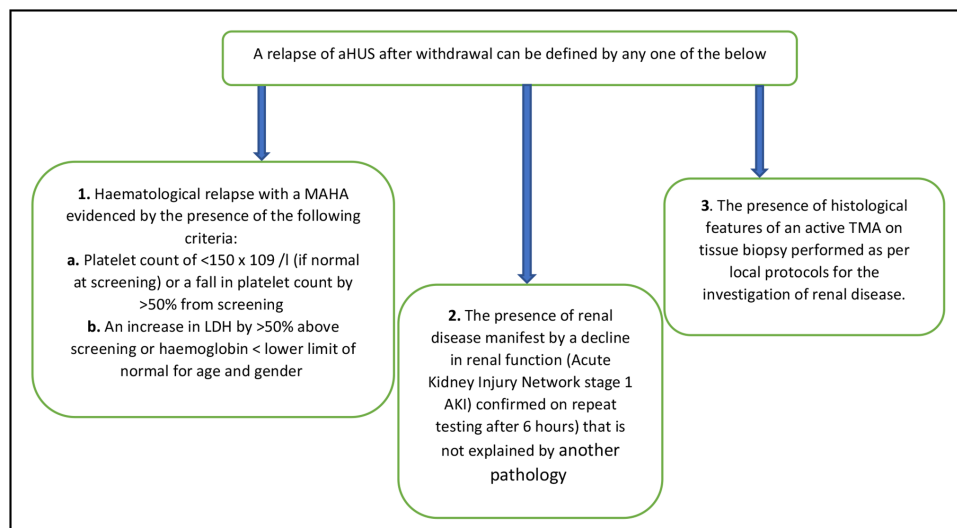 A relapse of aHUS after withdrawal can be defined by any one of the below
1. Haematological relapse with a MAHA
evidenced by the presence of the following
criteria:
a. Platelet count of <150 x 109 /l (if normal
at screening) or a fall in platelet count by
>50% from screening
b. An increase in LDH by >50% above
screening or haemoglobin < lower limit of
normal for age and gender
2. The presence of renal
disease manifest by a decline
in renal function (Acute
Kidney Injury Network stage 1
AKI) confirmed on repeat
testing after 6 hours) that is
not explained by another
pathology
3. The presence of histological
features of an active TMA on
tissue biopsy performed as per
local protocols for the
investigation of renal disease.